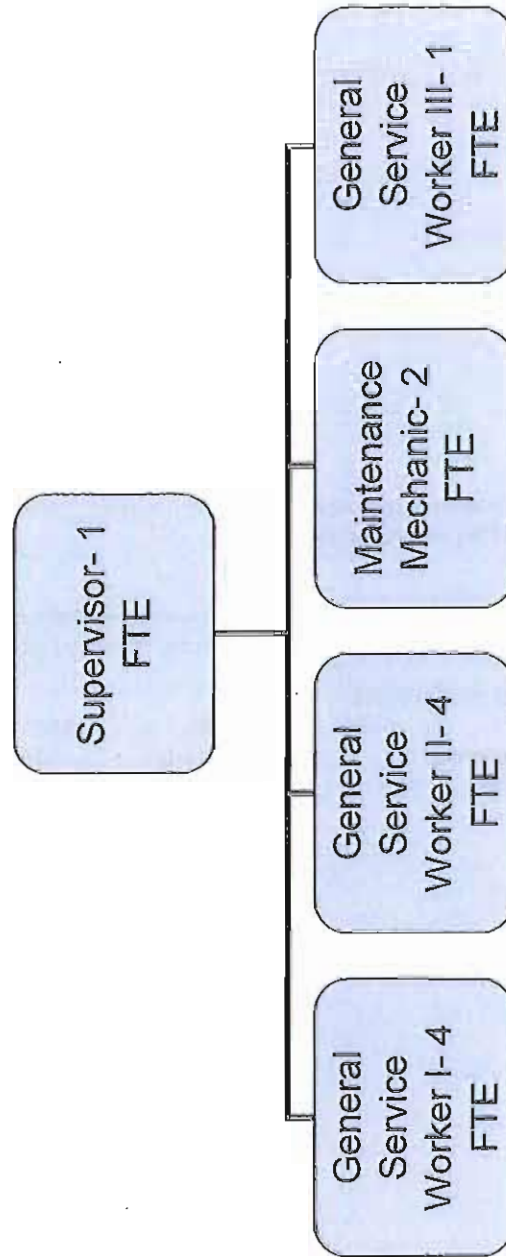 Supervisor- 1
FTE
General
Service
Worker I- 4
FTE
General
Service
Worker II- 4
FTE
Maintenance
Mechanic- 2
FTE
General
Service
Worker III- 1
FTE